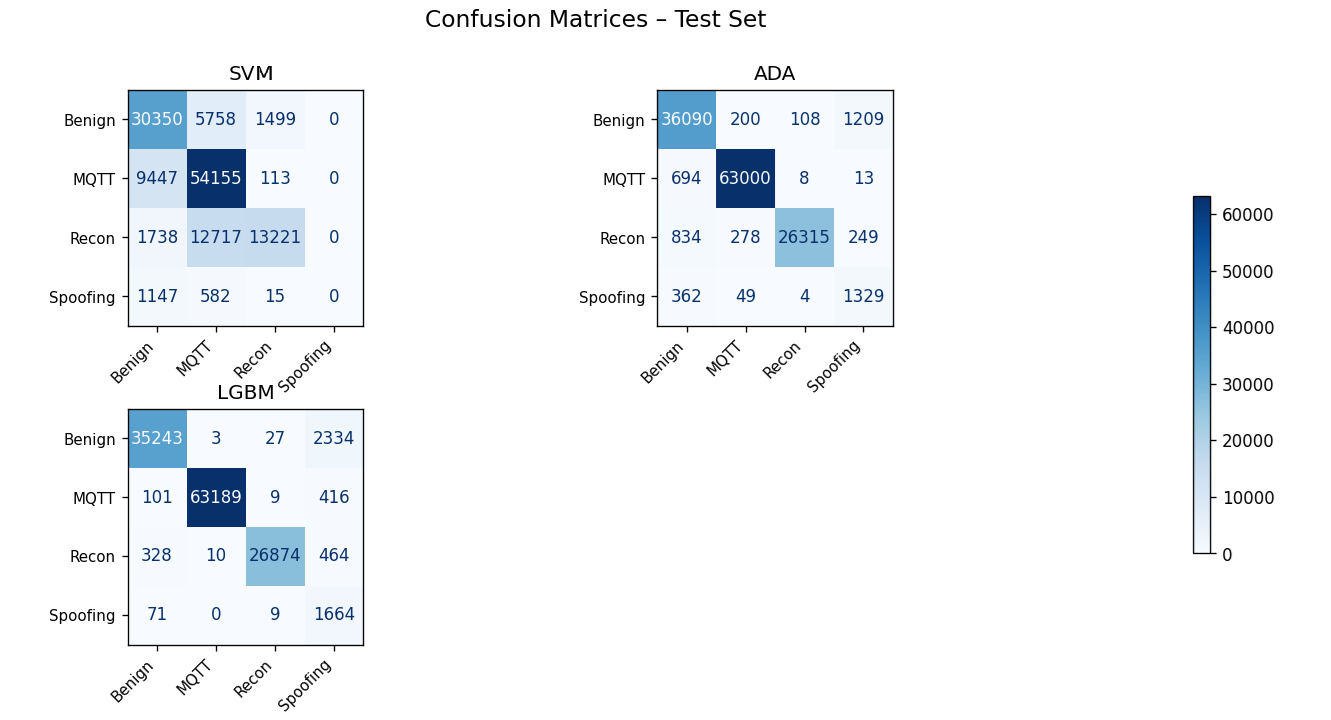 Confusion Matrices – Test Set
SVM
Benign 30350 5758 1499 0
MQTT 9447 54155 113 0
Recon 1738 12717 13221 0
Spoofing 1147 582 15 0
Benign MQTT Recon Spoofing
ADA
Benign 36090 200 108 1209
MQTT 694 63000 8 13
Recon 834 278 26315 249
Spoofing 362 49 4 1329
Benign MQTT Recon Spoofing
LGBM
Benign 35243 3 27 2334
MQTT 101 63189 9 416
Recon 328 10 26874 464
Spoofing 71 0 9 1664
Benign MQTT Recon Spoofing
60000
50000
40000
30000
20000
10000
0